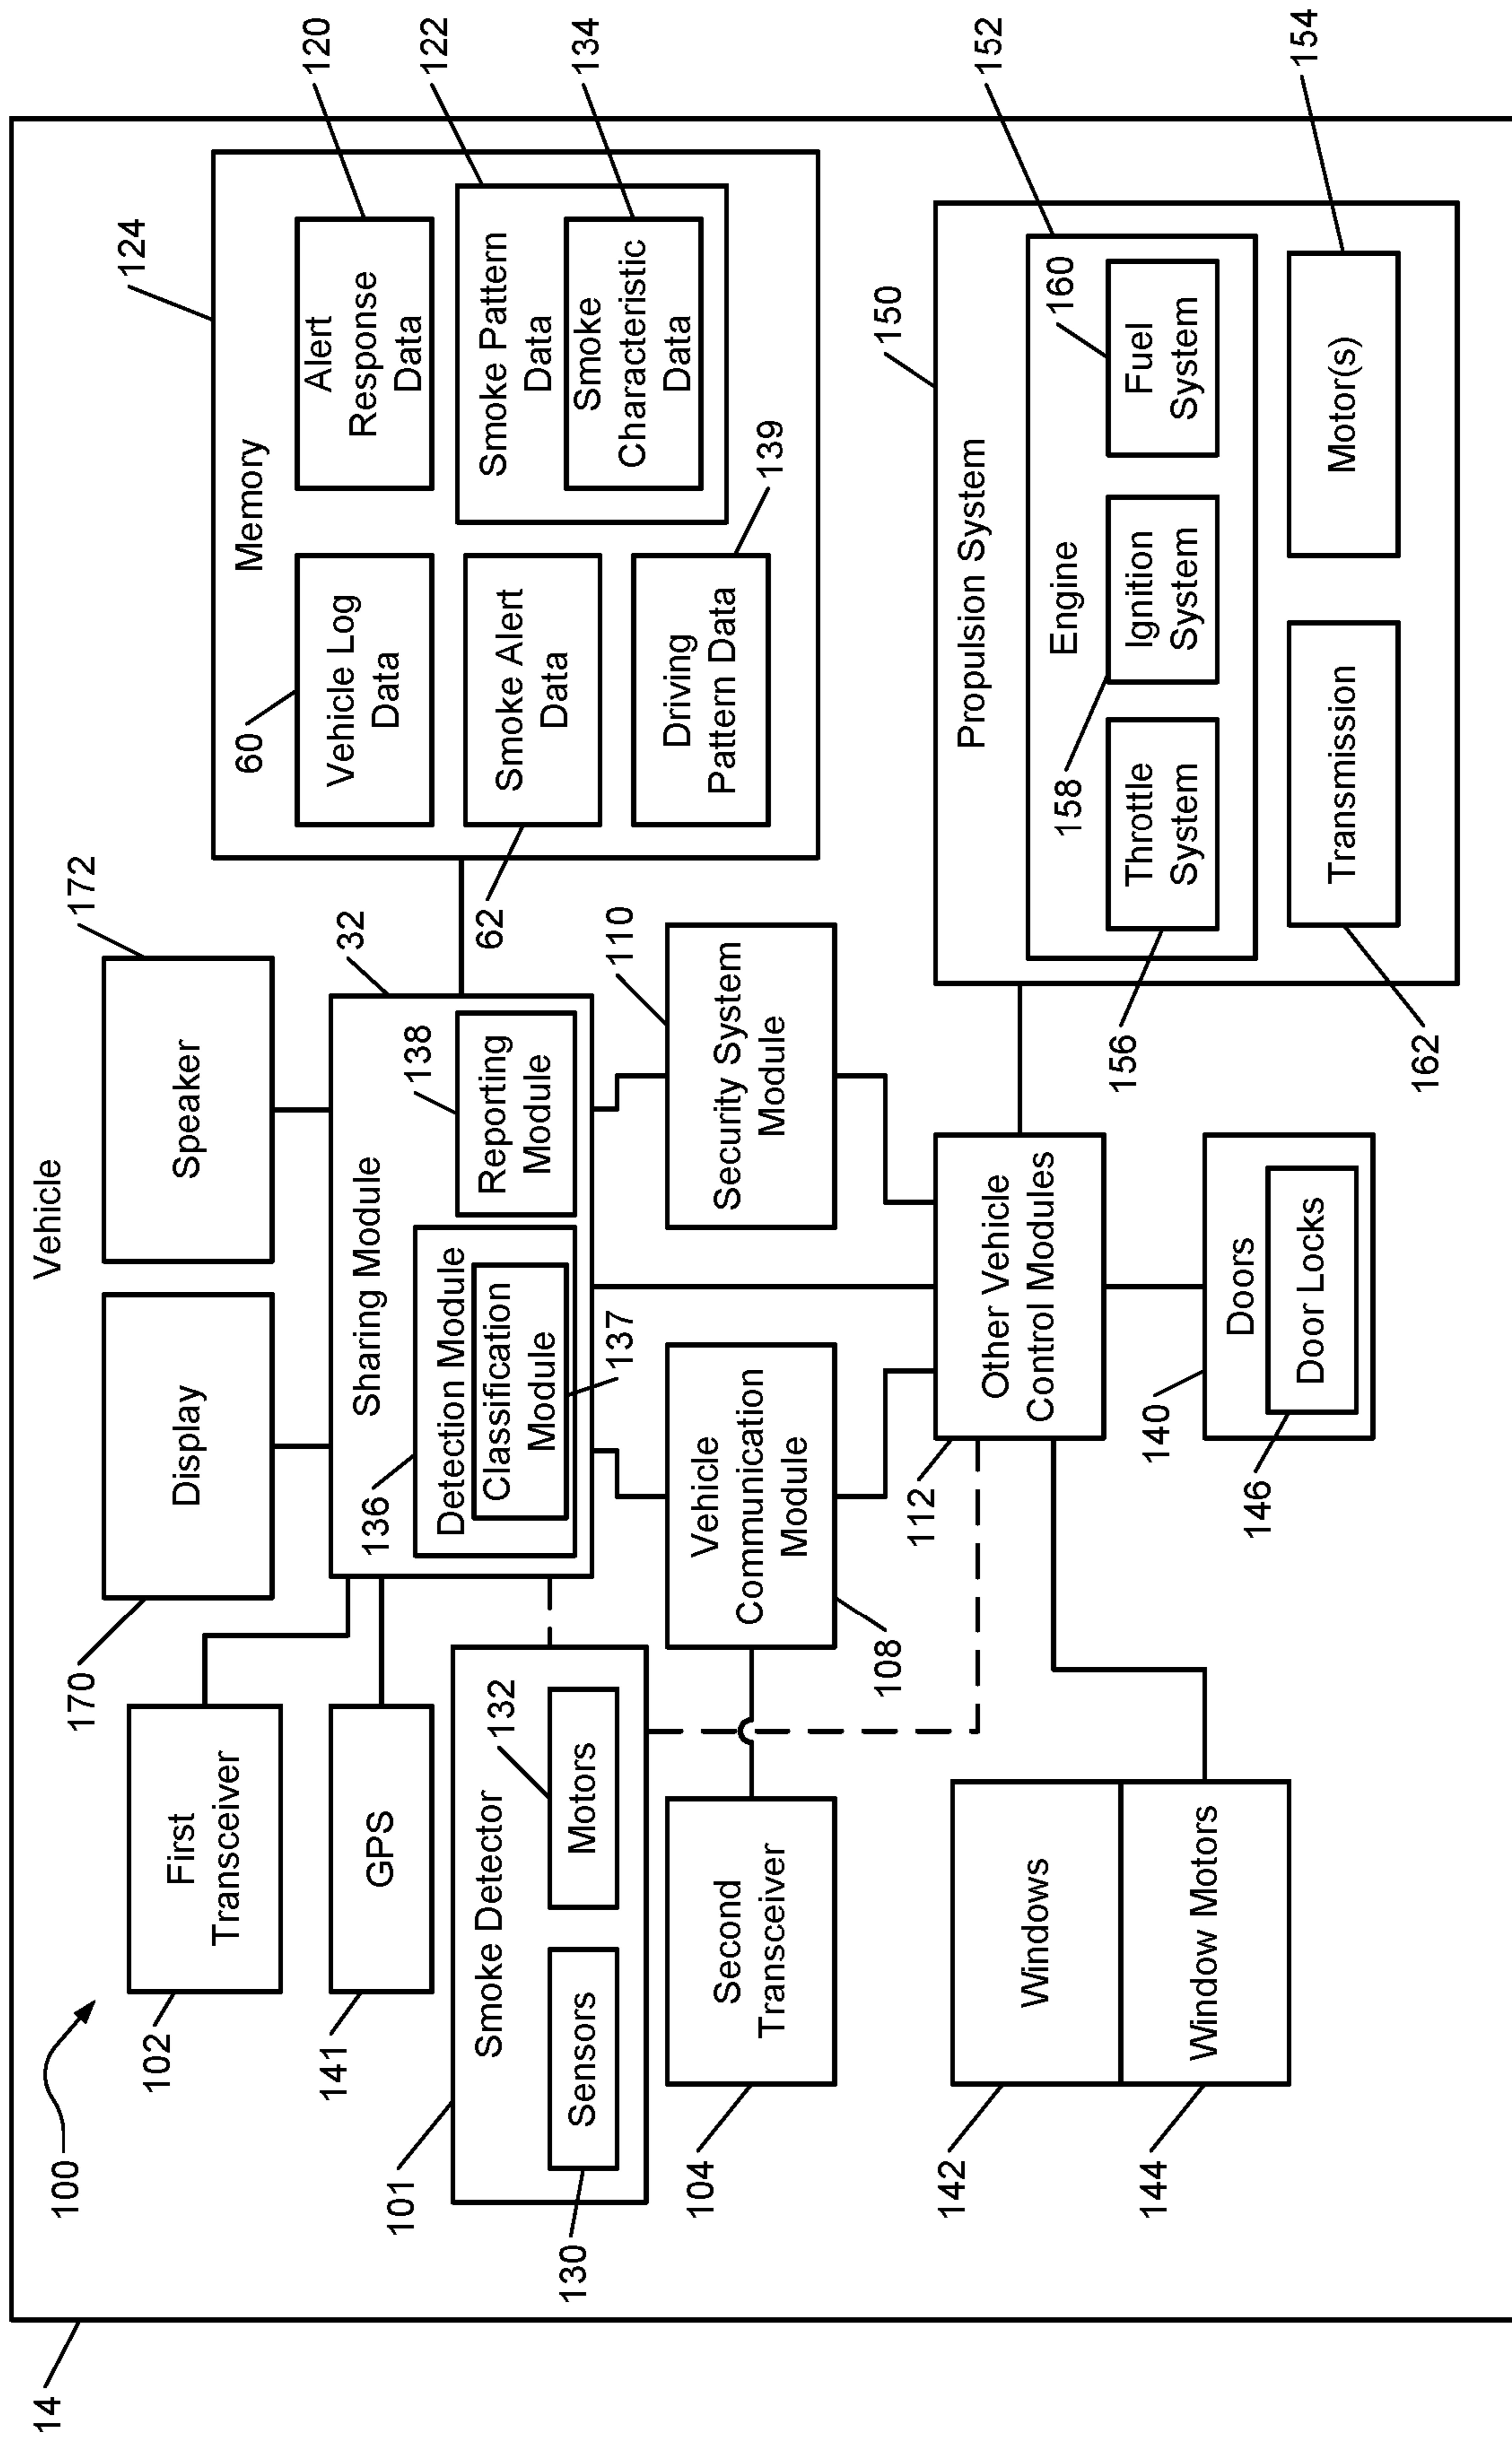 14
100
Vehicle
102
First
Transceiver
170
Display
Speaker
172
141
GPS
Sharing Module
32
136
Detection Module
Classification
Module
137
138
Reporting
Module
124
Memory
60
Vehicle Log
Data
Alert
Response
Data
120
62
Smoke Alert
Data
Smoke Pattern
Data
122
Smoke
Characteristic
Data
134
Driving
Pattern Data
139
101
Smoke Detector
130
Sensors
132
Motors
104
Second
Transceiver
108
Vehicle
Communication
Module
110
Security System
Module
112
Other Vehicle
Control Modules
142
Windows
144
Window Motors
140
Doors
146
Door Locks
150
Propulsion System
152
Engine
156
Throttle
System
158
Ignition
System
160
Fuel
System
162
Transmission
Motor(s)
154